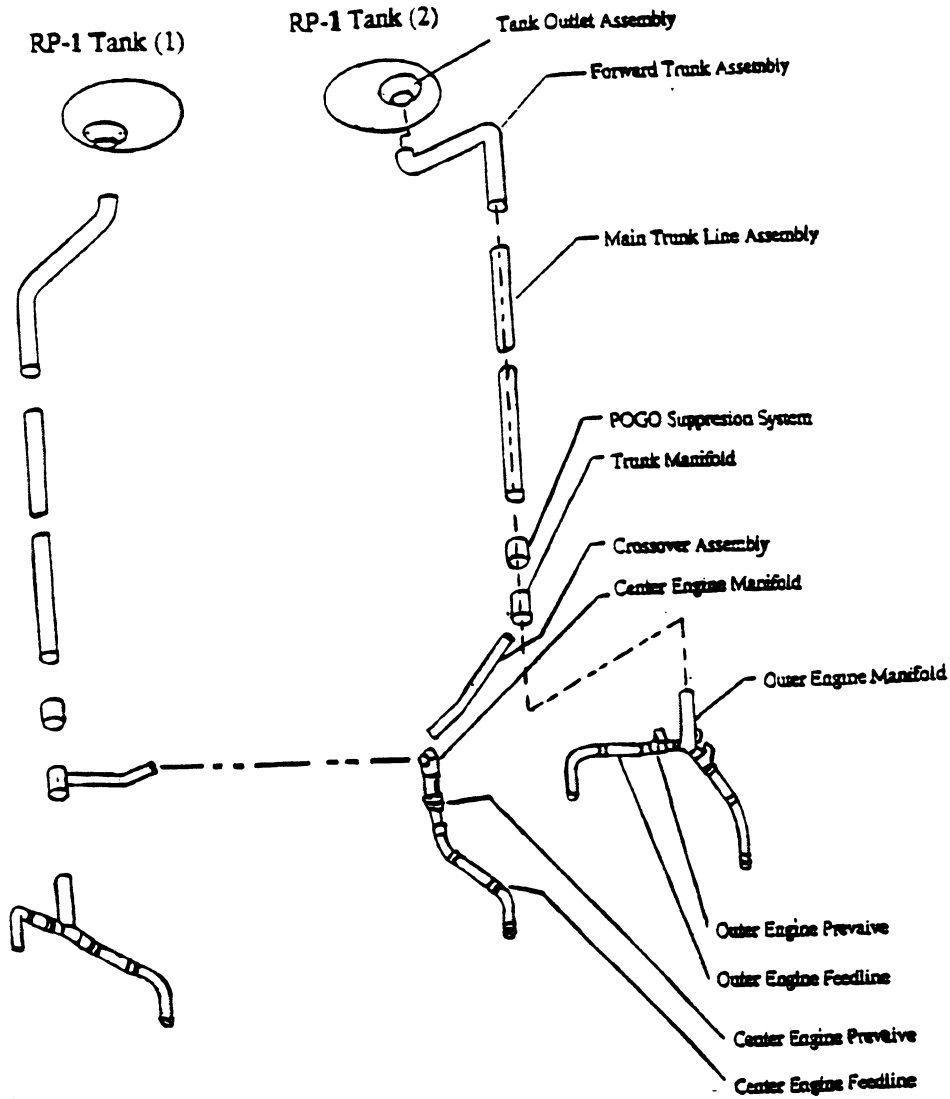 RP-1 Tank (1)
RP-1 Tank (2)
Tank Outlet Assembly
Forward Trunk Assembly
Main Trunk Line Assembly
POGO Suppresion System
Trunk Manifold
Crossover Assembly
Center Engine Manifold
Outer Engine Manifold
Outer Engine Prevaive
Outer Engine Feedline
Center Engine Prevaive
Center Engine Feedline